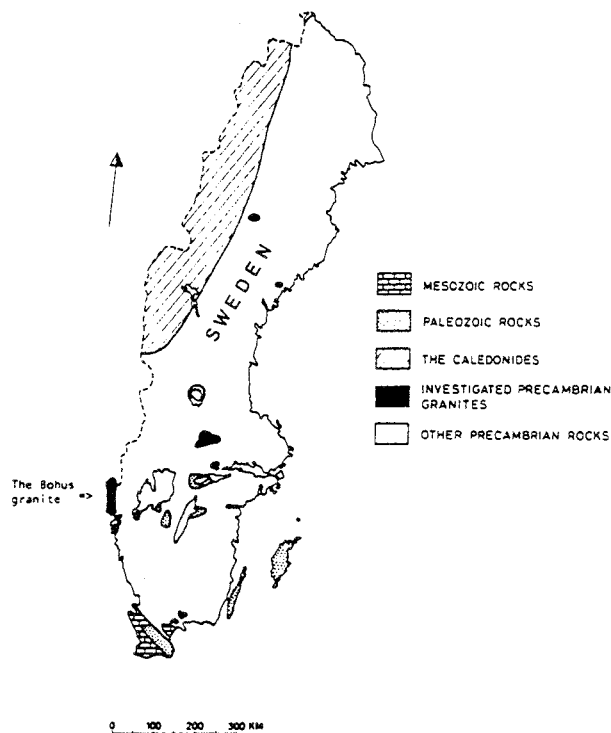 SWEDEN
MESOZOIC ROCKS
PALEOZOIC ROCKS
THE CALEDONIDES
INVESTIGATED PRECAMBRIAN
GRANITES
OTHER PRECAMBRIAN ROCKS
The Bohus
granite =>
0 100 200 300 KM